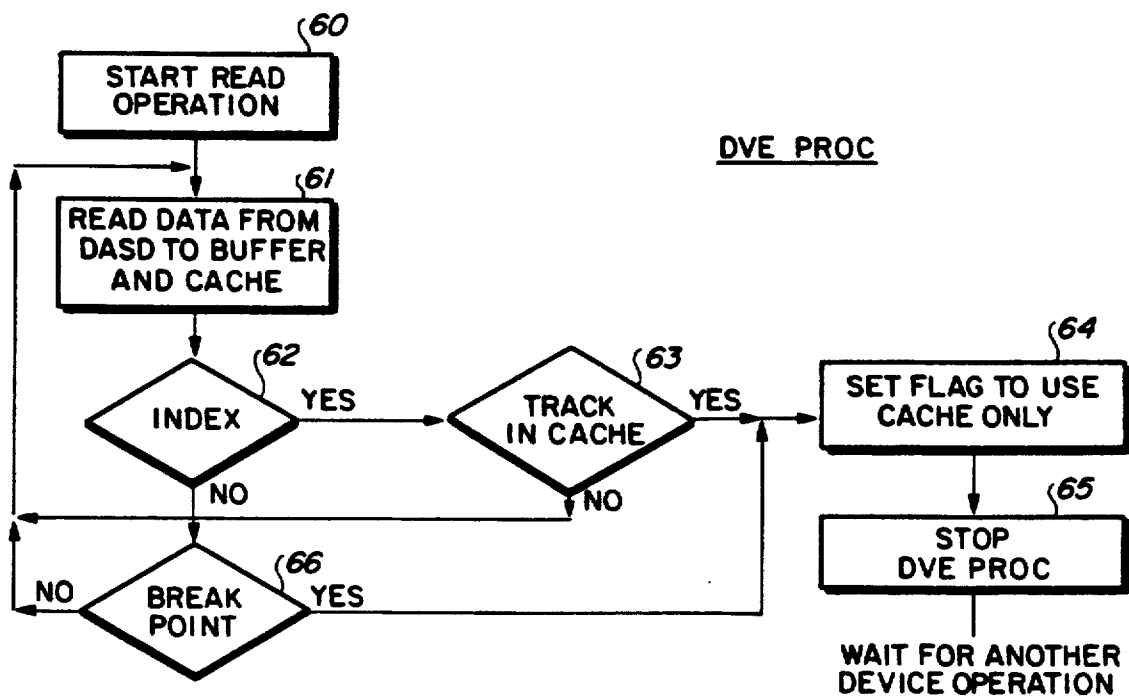 60
START READ
OPERATION
DVE PROC
61
READ DATA FROM
DASD TO BUFFER
AND CACHE
62
INDEX
YES
NO
63
TRACK
IN CACHE
YES
NO
64
SET FLAG TO USE
CACHE ONLY
65
STOP
DVE PROC
66
BREAK
POINT
NO
YES
WAIT FOR ANOTHER
DEVICE OPERATION